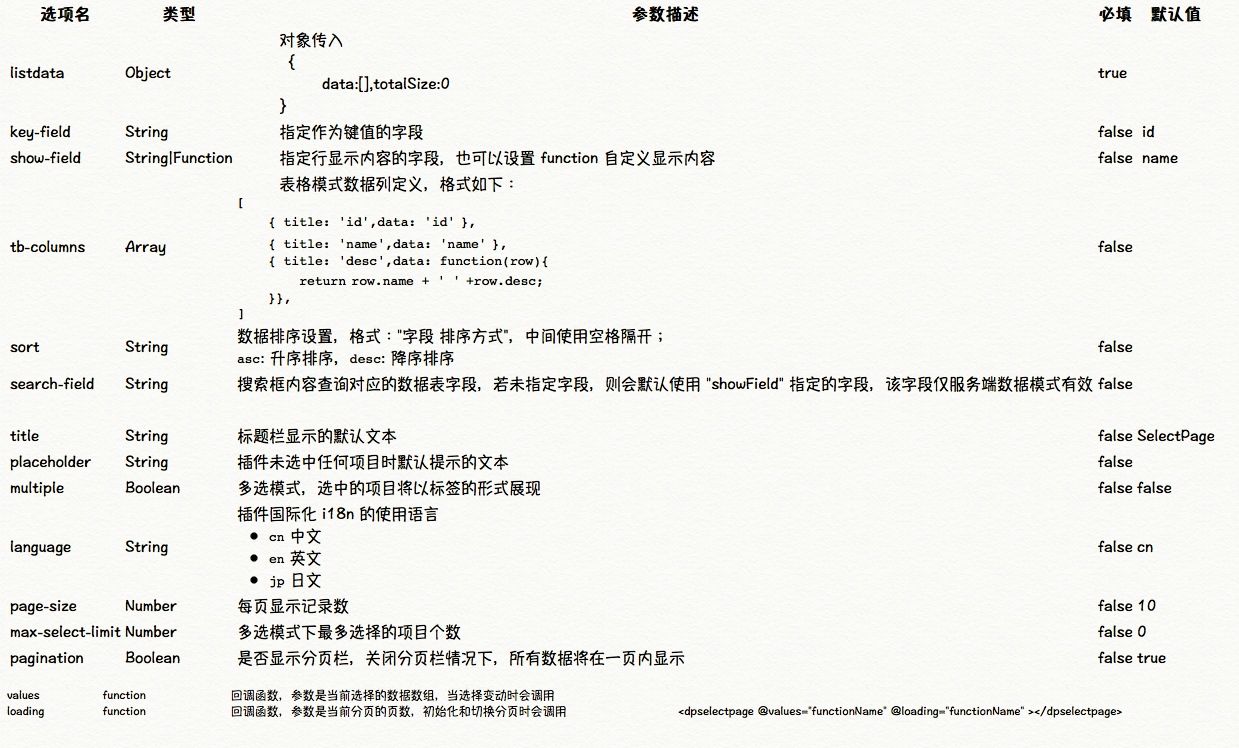 选项名 类型 参数描述 必填 默认值
对象传入
{
listdata Object data:[],totalSize:0 true
}
key-field String 指定作为键值的字段 false id
show-field String|Function 指定行显示内容的字段，也可以设置 function 自定义显示内容 false name
表格模式数据列定义，格式如下：
[
{ title: 'id',data: 'id' },
tb-columns Array { title: 'name',data: 'name' }, false
{ title: 'desc',data: function(row){
return row.name + ' ' +row.desc;
}},
]
数据排序设置，格式："字段 排序方式"，中间使用空格隔开；
sort String false
asc: 升序排序，desc: 降序排序
search-field String 搜索框内容查询对应的数据表字段，若未指定字段，则会默认使用 "showField" 指定的字段，该字段仅服务端数据模式有效 false
title String 标题栏显示的默认文本 false SelectPage
placeholder String 插件未选中任何项目时默认提示的文本 false
multiple Boolean 多选模式，选中的项目将以标签的形式展现 false false
插件国际化 i18n 的使用语言
• cn 中文
language String • en 英文 false cn
• jp 日文
page-size Number 每页显示记录数 false 10
max-select-limit Number 多选模式下最多选择的项目个数 false 0
pagination Boolean 是否显示分页栏，关闭分页栏情况下，所有数据将在一页内显示 false true
values function 回调函数，参数是当前选择的数据数组，当选择变动时会调用
loading function 回调函数，参数是当前分页的页数，初始化和切换分页时会调用 <dpselectpage @values="functionName" @loading="functionName" ></dpselectpage>